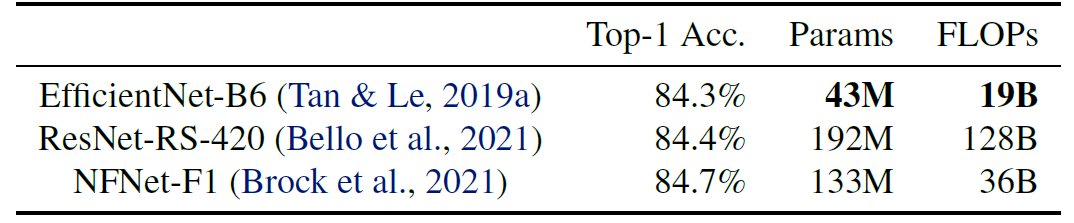 Top-1 Acc. Params FLOPs
EfficientNet-B6 (Tan & Le, 2019a) 84.3% 43M 19B
ResNet-RS-420 (Bello et al., 2021) 84.4% 192M 128B
NFNet-F1 (Brock et al., 2021) 84.7% 133M 36B